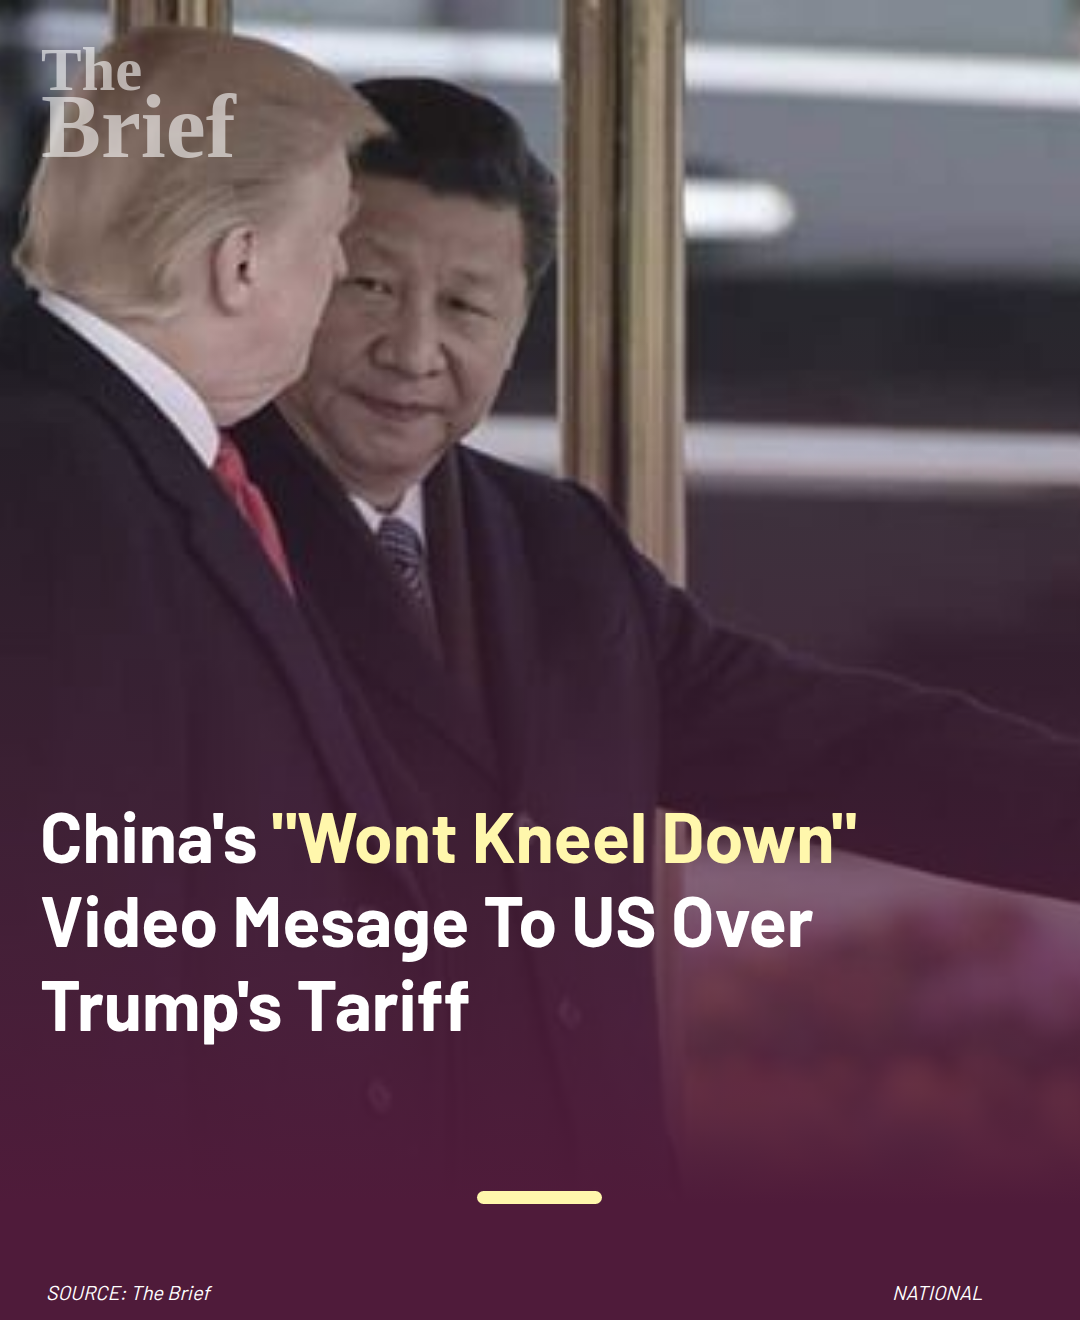 The
Brief
China's "Wont Kneel Down"
Video Mesage To US Over
Trump's Tariff
SOURCE: The Brief
NATIONAL